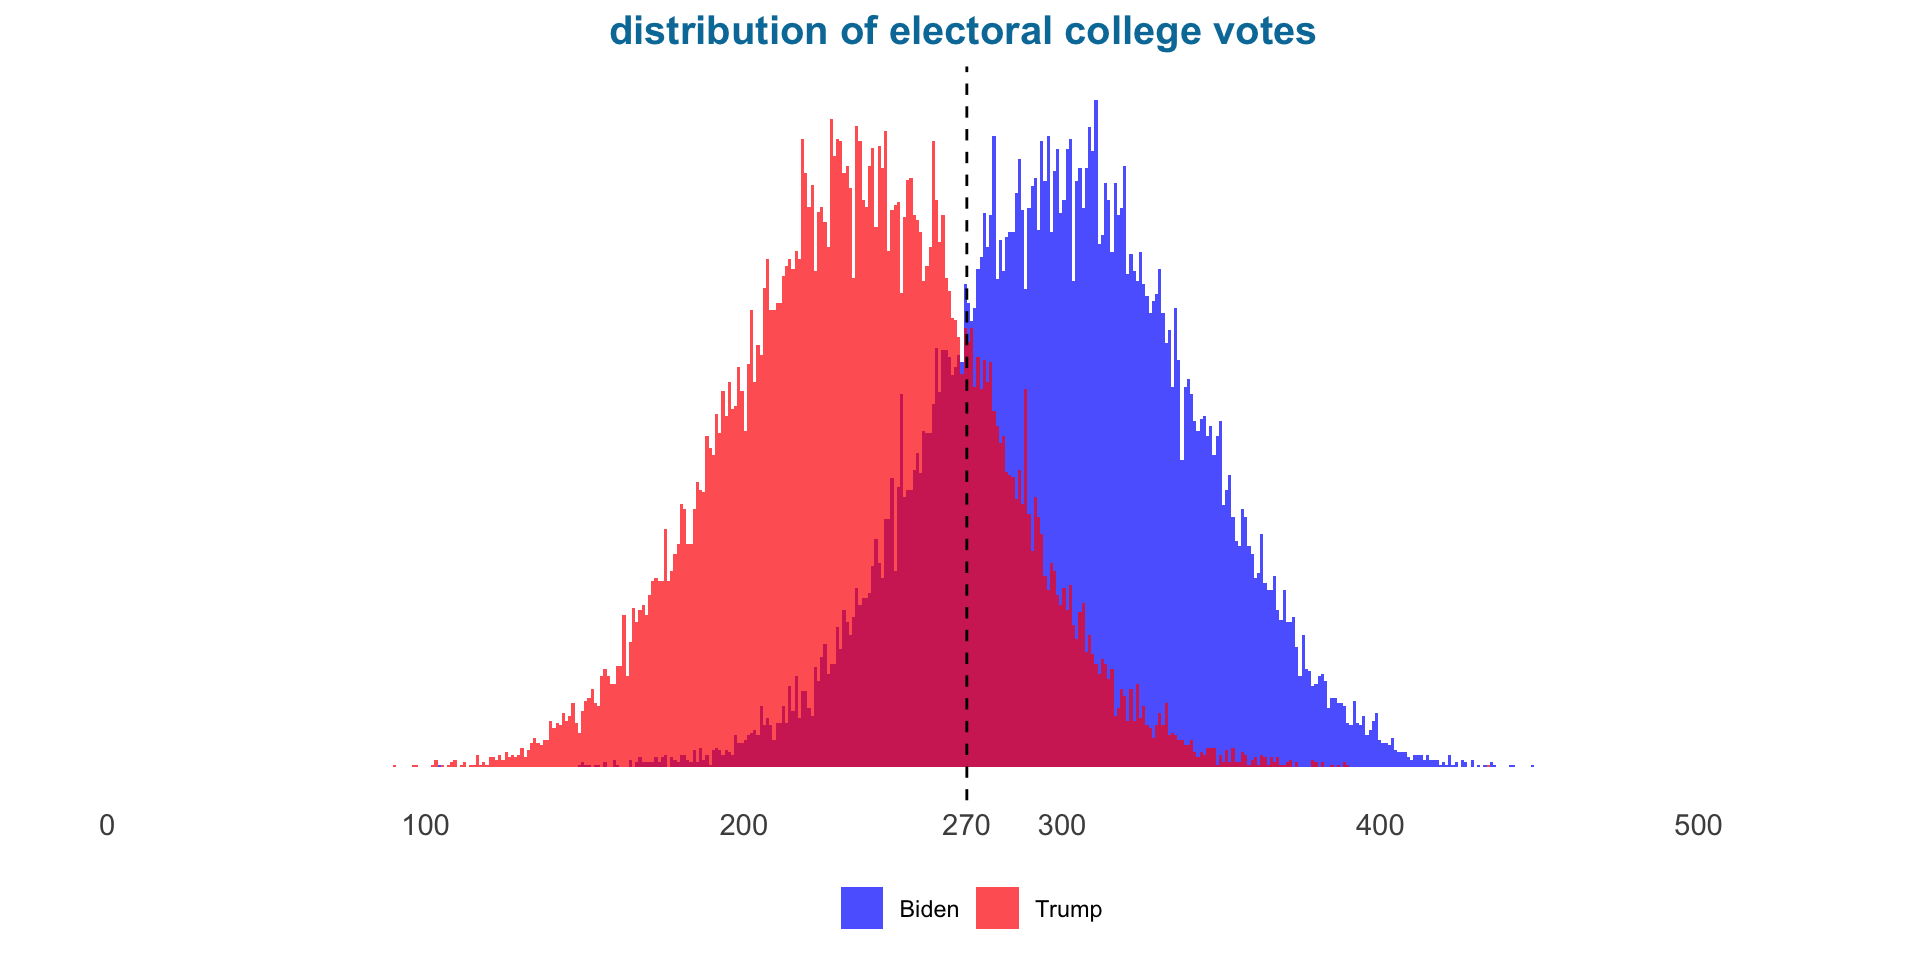 distribution of electoral college votes
0 100 200 270 300 400 500
Biden Trump